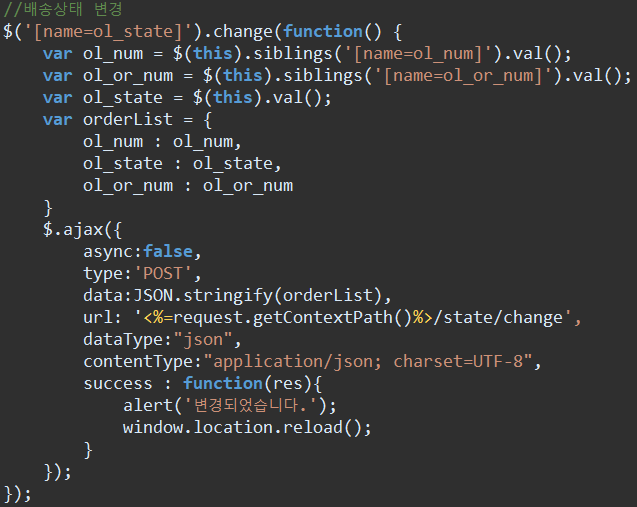 //배송상태 변경
$('[name=ol_state]').change(function() {
    var ol_num = $(this).siblings('[name=ol_num]').val();
    var ol_or_num = $(this).siblings('[name=ol_or_num]').val();
    var ol_state = $(this).val();
    var orderList = {
        ol_num : ol_num,
        ol_state : ol_state,
        ol_or_num : ol_or_num
    }
    $.ajax({
        async:false,
        type:'POST',
        data:JSON.stringify(orderList),
        url: '<%=request.getContextPath()%>/state/change',
        dataType:"json",
        contentType:"application/json; charset=UTF-8",
        success : function(res){
            alert('변경되었습니다.');
            window.location.reload();
        }
    });
});